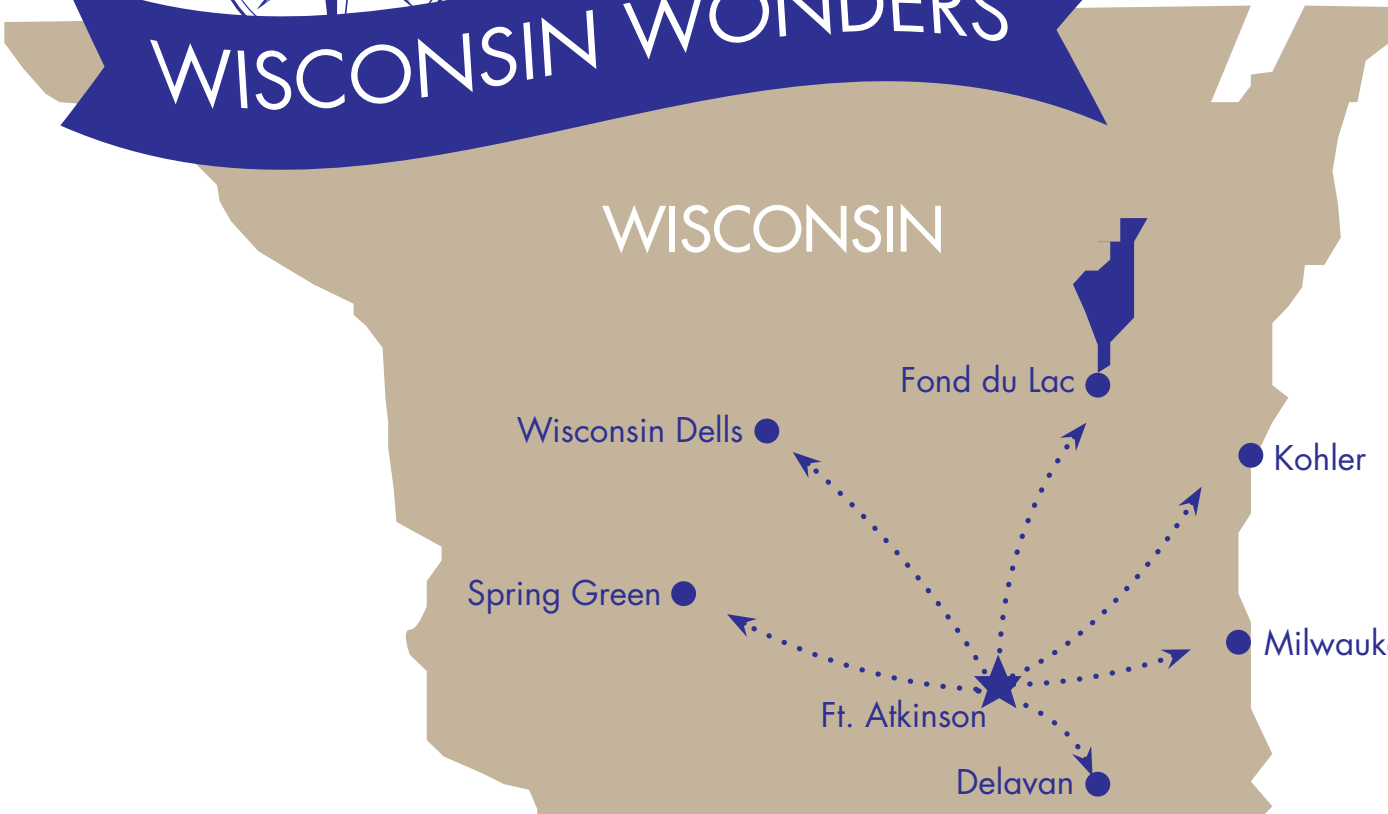 WISCONSIN WONDERS
WISCONSIN
Fond du Lac
Wisconsin Dells
Kohler
Spring Green
Ft. Atkinson
Delavan